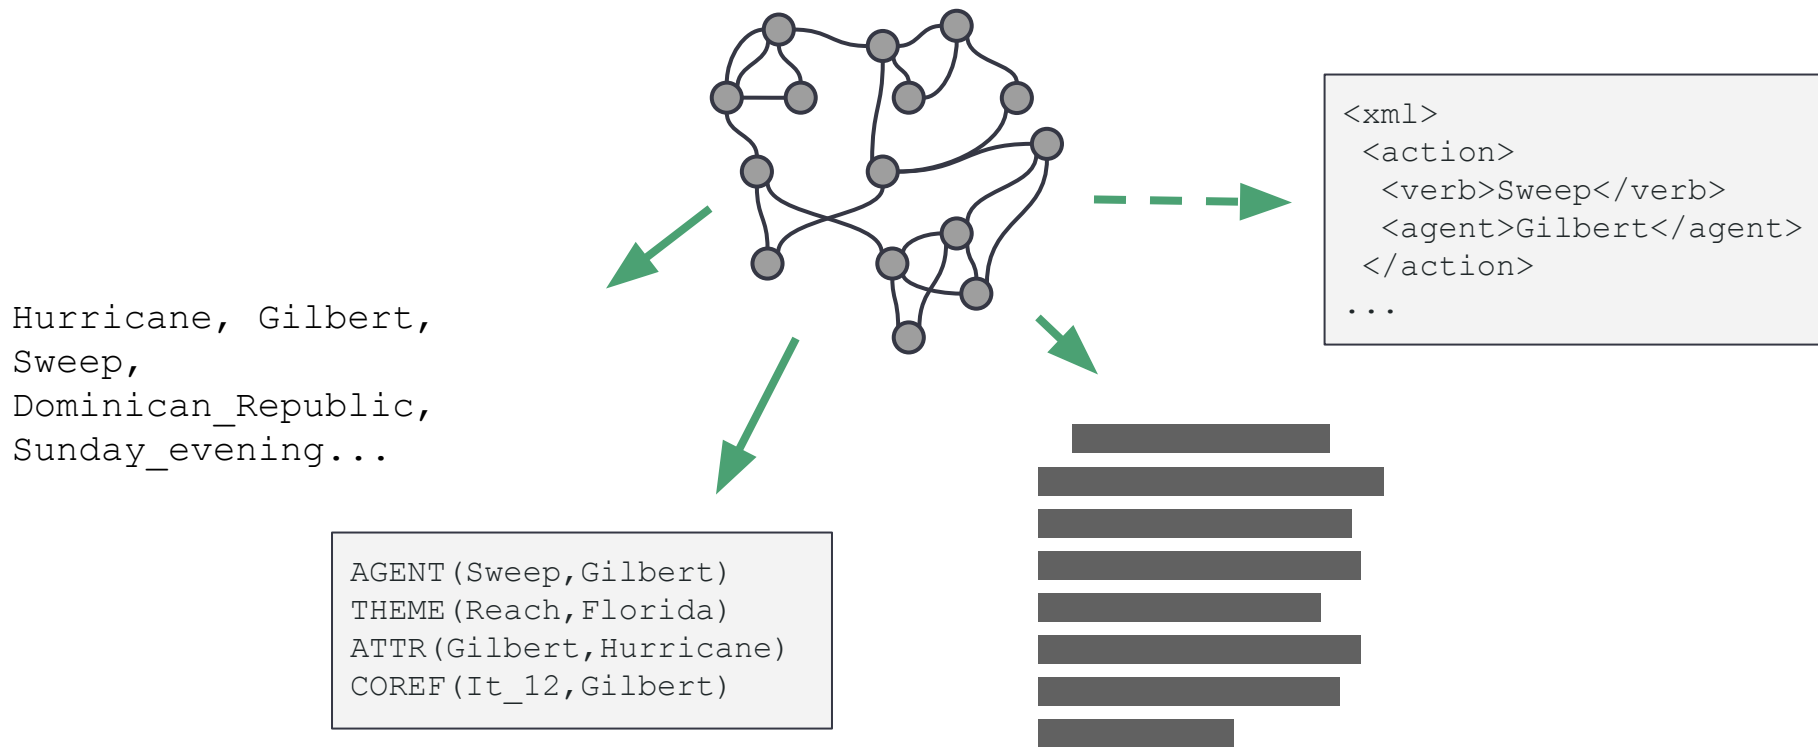 <xml>
<action>
<verb>Sweep</verb>
<agent>Gilbert</agent>
</action>
...
Hurricane, Gilbert,
Sweep,
Dominican_Republic,
Sunday_evening...
AGENT(Sweep,Gilbert)
THEME(Reach,Florida)
ATTR(Gilbert,Hurricane)
COREF(It_12,Gilbert)